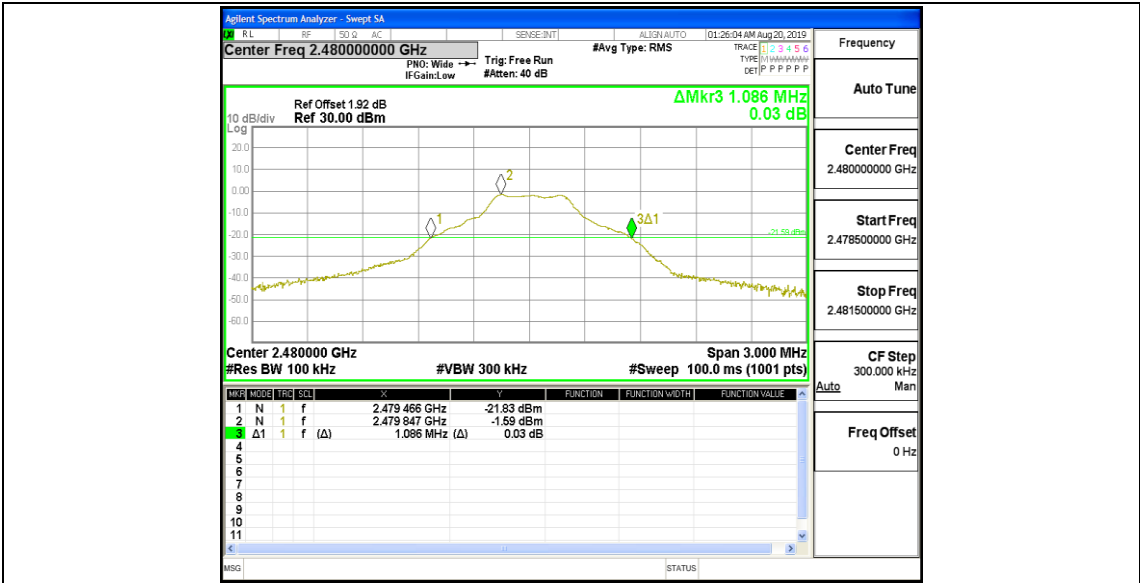 Agilent Spectrum Analyzer - Swept SA
RL RF 50 Ω AC SENSE:INT ALIGN AUTO 01:26:04 AM Aug 20, 2019
Center Freq 2.480000000 GHz #Avg Type: RMS TRACE 1 2 3 4 5 6
PNO: Wide Trig: Free Run TYPE M
IFGain:Low #Atten: 40 dB DET P P P P P P
Frequency
Auto Tune
Center Freq
2.480000000 GHz
Start Freq
2.478500000 GHz
Stop Freq
2.481500000 GHz
CF Step
300.000 kHz
Auto Man
Freq Offset
0 Hz
ΔMkr3 1.086 MHz
0.03 dB
Ref Offset 1.92 dB
10 dB/div Ref 30.00 dBm
Log
20.0
10.0
0.00
-10.0
-20.0
-30.0
-40.0
-50.0
-60.0
1
2
3Δ1
-21.59 dBm
Center 2.480000 GHz Span 3.000 MHz
#Res BW 100 kHz #VBW 300 kHz #Sweep 100.0 ms (1001 pts)
MKR MODE TRC SCL X Y FUNCTION FUNCTION WIDTH FUNCTION VALUE
1 N 1 f 2.479 466 GHz -21.83 dBm
2 N 1 f 2.479 847 GHz -1.59 dBm
3 Δ1 1 f (Δ) 1.086 MHz (Δ) 0.03 dB
4
5
6
7
8
9
10
11
MSG STATUS